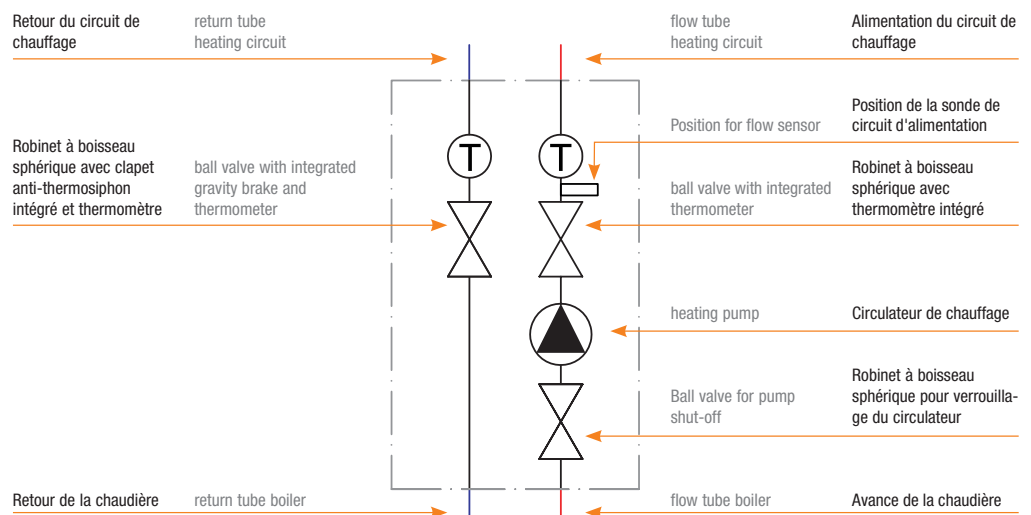 Retour du circuit de
chauffage
return tube
heating circuit
flow tube
heating circuit
Alimentation du circuit de
chauffage
Position for flow sensor
Position de la sonde de
circuit d'alimentation
Robinet à boisseau
sphérique avec clapet
anti-thermosiphon
intégré et thermomètre
ball valve with integrated
gravity brake and
thermometer
T
T
ball valve with integrated
thermometer
Robinet à boisseau
sphérique avec
thermomètre intégré
heating pump
Circulateur de chauffage
Ball valve for pump
shut-off
Robinet à boisseau
sphérique pour verrouilla-
ge du circulateur
Retour de la chaudière
return tube boiler
flow tube boiler
Avance de la chaudière